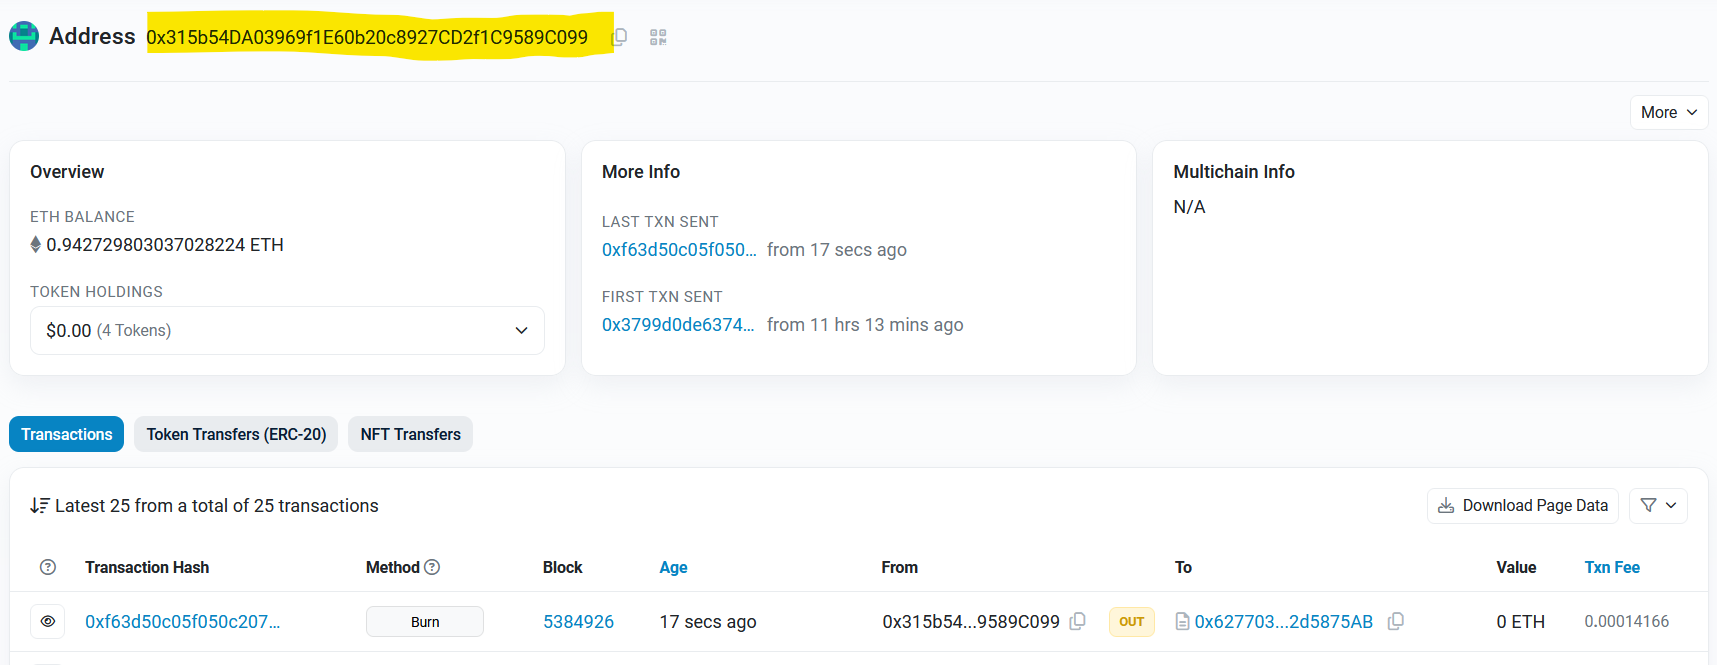 Address 0x315b54DA03969f1E60b20c8927CD2f1C9589C099
More
Overview
ETH BALANCE
0.942729803037028224 ETH
TOKEN HOLDINGS
$0.00 (4 Tokens)
More Info
LAST TXN SENT
0xf63d50c05f050... from 17 secs ago
FIRST TXN SENT
0x3799d0de6374... from 11 hrs 13 mins ago
Multichain Info
N/A
Transactions Token Transfers (ERC-20) NFT Transfers
Latest 25 from a total of 25 transactions
Download Page Data
Transaction Hash Method Block Age From To Value Txn Fee
0xf63d50c05f050c207... Burn 5384926 17 secs ago 0x315b54...9589C099 OUT 0x627703...2d5875AB 0 ETH 0.00014166